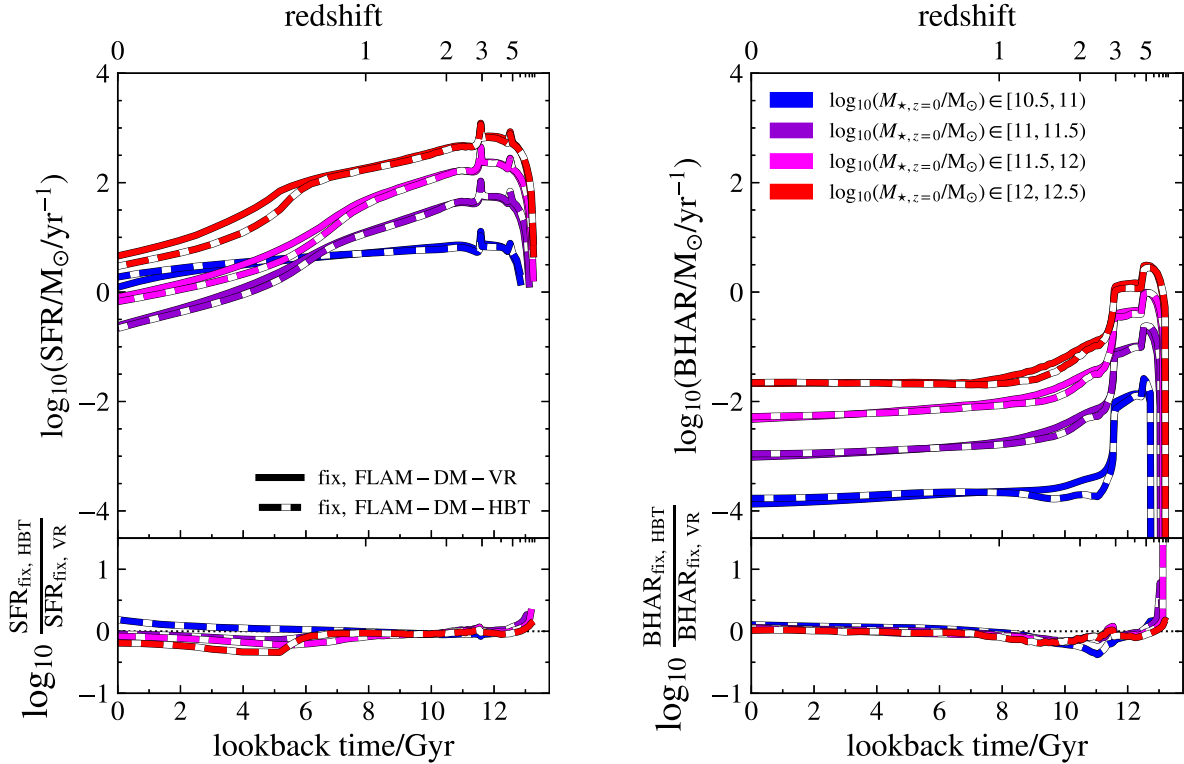 redshift
0 1 2 3 5
4
2
0
−2
−4
log₁₀(SFR/M⊙/yr⁻¹)
fix, FLAM−DM−VR
fix, FLAM−DM−HBT
1
0
−1
log₁₀ SFR_fix, HBT / SFR_fix, VR
0 2 4 6 8 10 12
lookback time/Gyr
redshift
0 1 2 3 5
4
2
0
−2
−4
log₁₀(BHAR/M⊙/yr⁻¹)
log₁₀(M⋆, z=0/M⊙) ∈ [10.5, 11)
log₁₀(M⋆, z=0/M⊙) ∈ [11, 11.5)
log₁₀(M⋆, z=0/M⊙) ∈ [11.5, 12)
log₁₀(M⋆, z=0/M⊙) ∈ [12, 12.5)
1
0
−1
log₁₀ BHAR_fix, HBT / BHAR_fix, VR
0 2 4 6 8 10 12
lookback time/Gyr